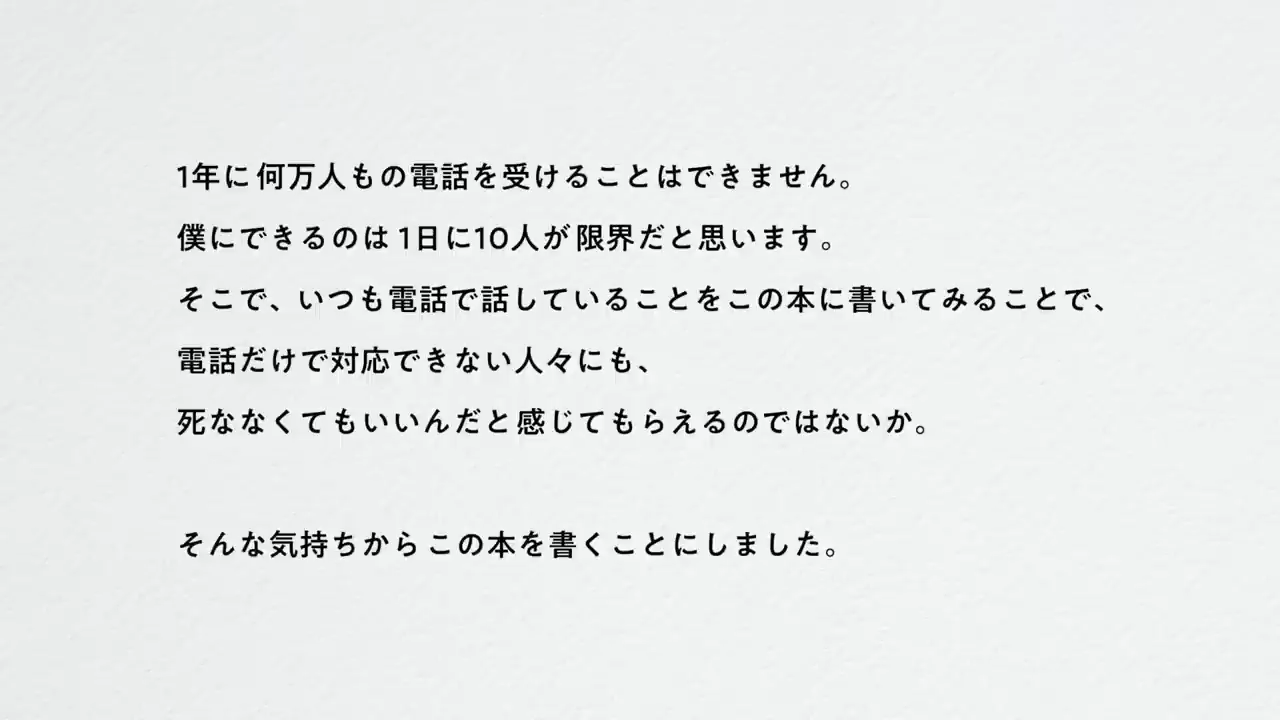 1年に何万人もの電話を受けることはできません。
僕にできるのは1日に10人が限界だと思います。
そこで、いつも電話で話していることをこの本に書いてみることで、
電話だけで対応できない人々にも、
死ななくてもいいんだと感じてもらえるのではないか。
そんな気持ちからこの本を書くことにしました。